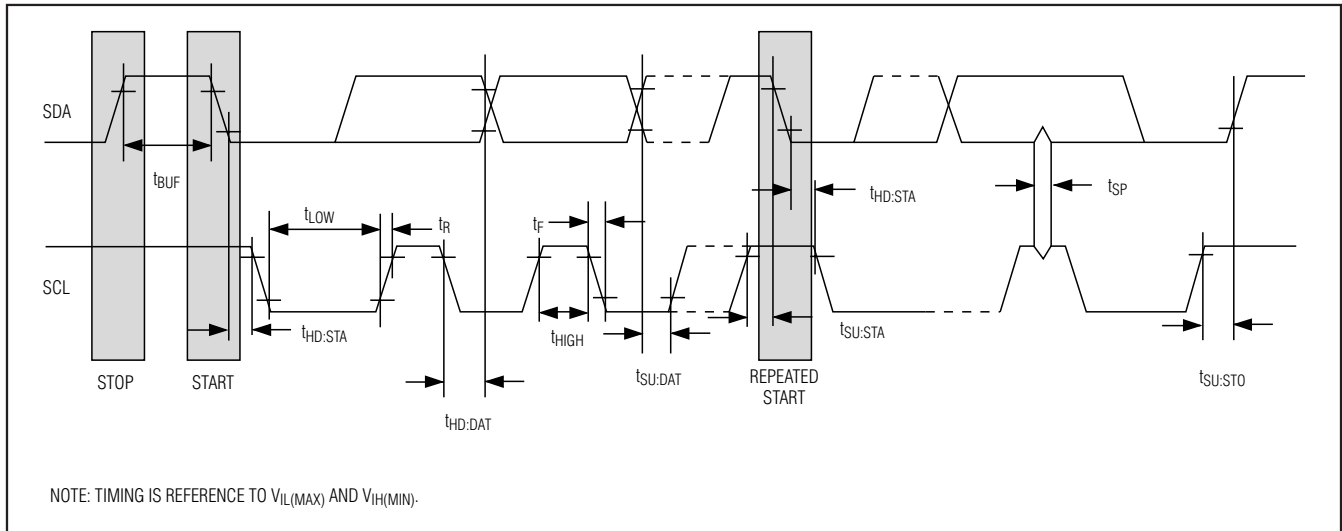 SDA
tBUF
tLOW
tR
tF
tHD:STA
tSP
SCL
tHD:STA
tHIGH
tSU:STA
tSU:DAT
tSU:STO
STOP
START
REPEATED
START
tHD:DAT
NOTE: TIMING IS REFERENCE TO VIL(MAX) AND VIH(MIN).